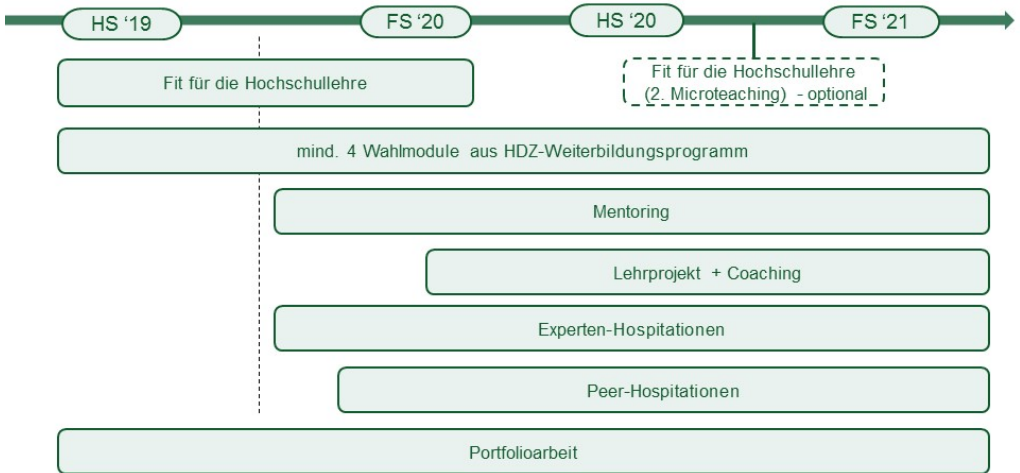 HS ‘19
FS ‘20
HS ‘20
FS ‘21
Fit für die Hochschullehre
Fit für die Hochschullehre
(2. Microteaching) - optional
mind. 4 Wahlmodule aus HDZ-Weiterbildungsprogramm
Mentoring
Lehrprojekt + Coaching
Experten-Hospitationen
Peer-Hospitationen
Portfolioarbeit